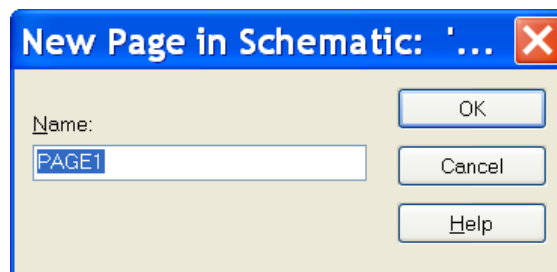 New Page in Schematic: '...
Name:
PAGE1
OK
Cancel
Help